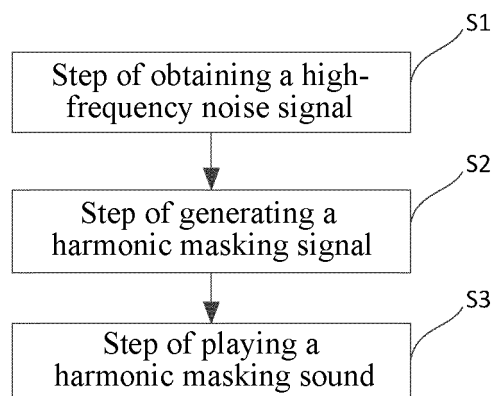 S1
Step of obtaining a high-
frequency noise signal
S2
Step of generating a
harmonic masking signal
S3
Step of playing a
harmonic masking sound